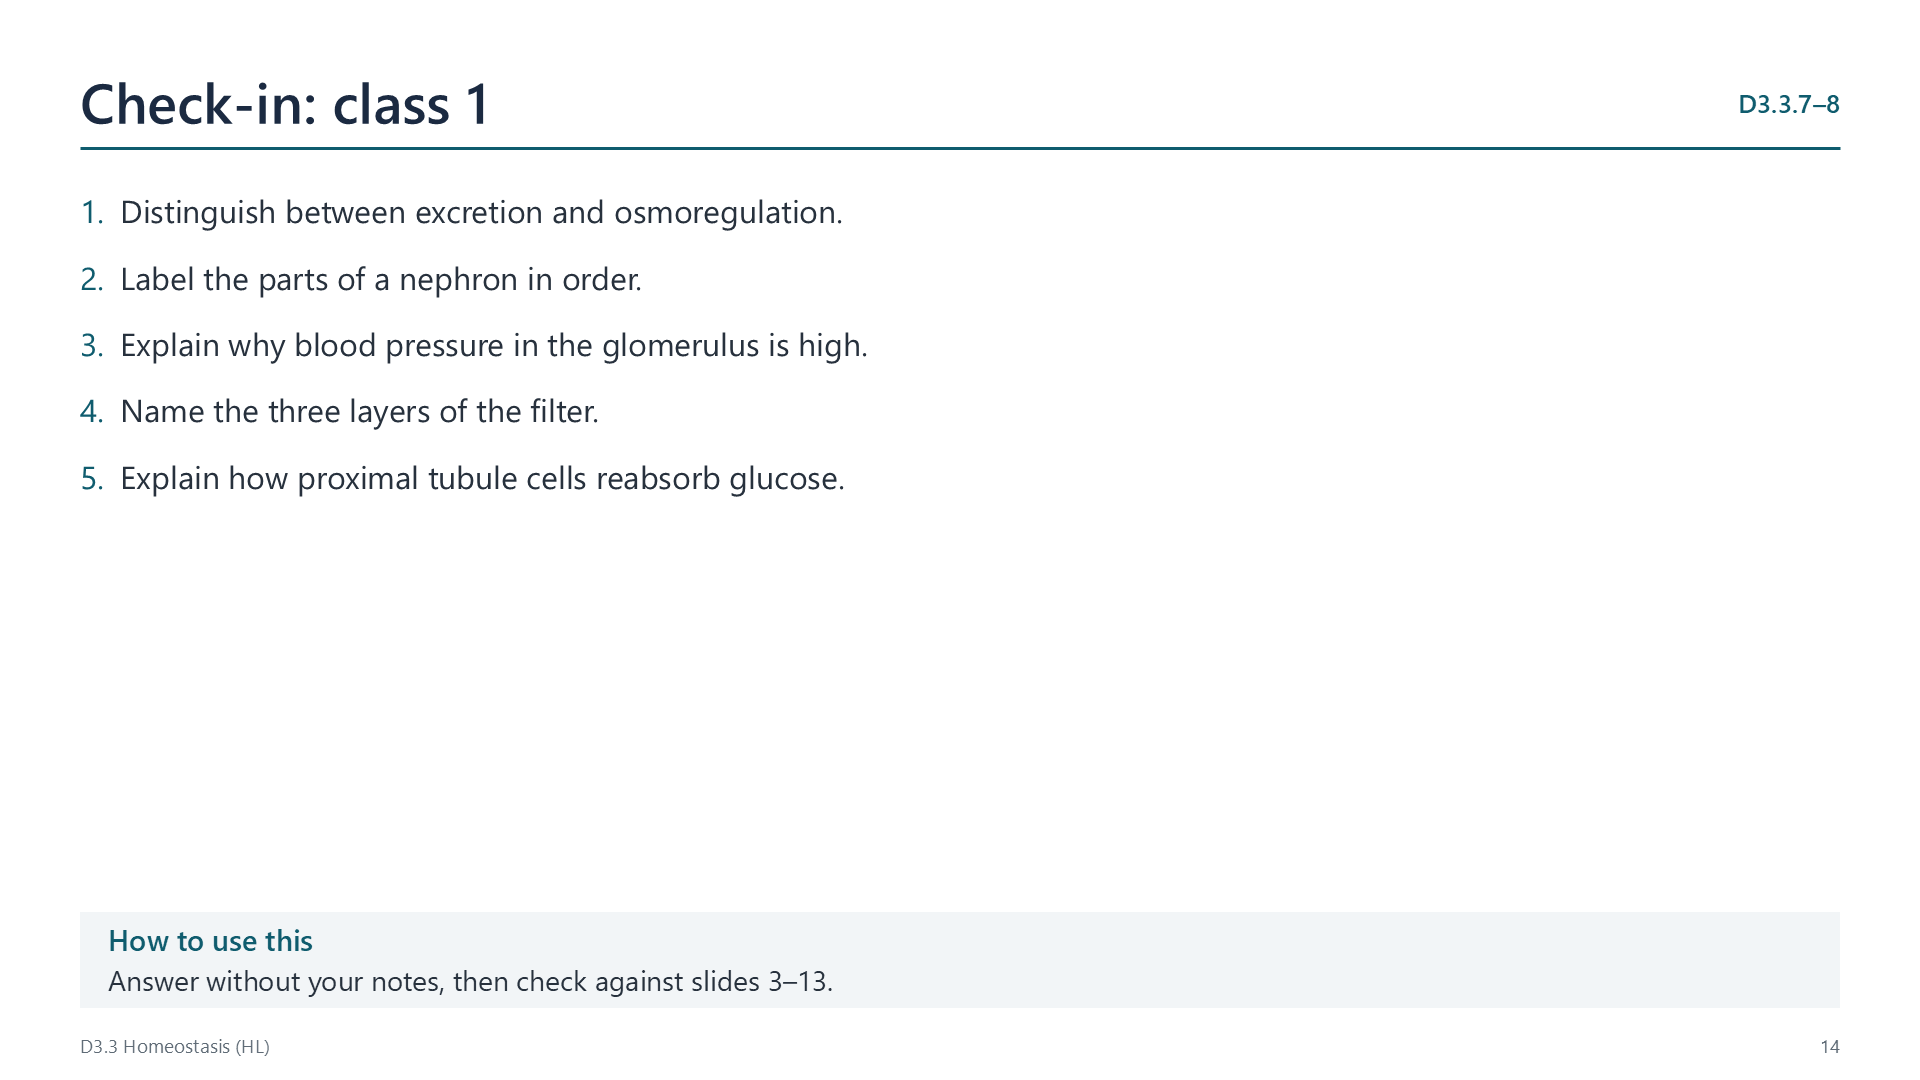 Check-in: class 1
D3.3.7–8
1. Distinguish between excretion and osmoregulation.
2. Label the parts of a nephron in order.
3. Explain why blood pressure in the glomerulus is high.
4. Name the three layers of the filter.
5. Explain how proximal tubule cells reabsorb glucose.
How to use this
Answer without your notes, then check against slides 3–13.
D3.3 Homeostasis (HL)
14